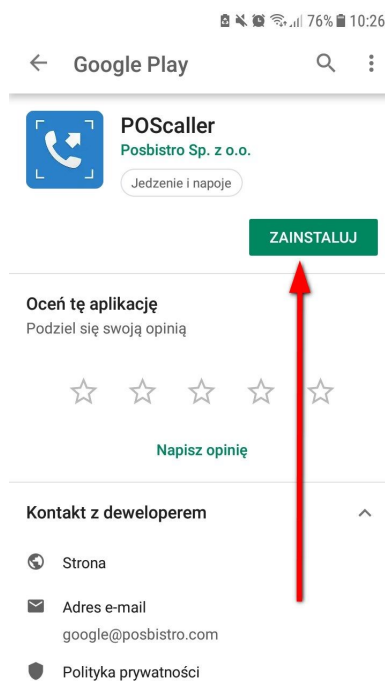 76% 10:26
Google Play
POScaller
Posbistro Sp. z o.o.
Jedzenie i napoje
ZAINSTALUJ
Oceń tę aplikację
Podziel się swoją opinią
Napisz opinię
Kontakt z deweloperem
Strona
Adres e-mail
google@posbistro.com
Polityka prywatności